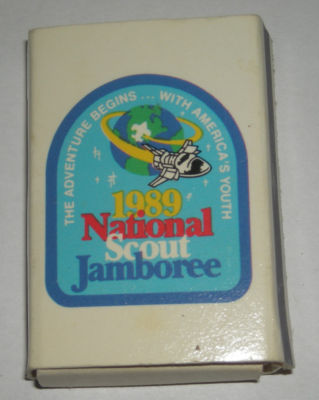 THE ADVENTURE BEGINS... WITH AMERICA'S YOUTH
1989
National
Scout
Jamboree